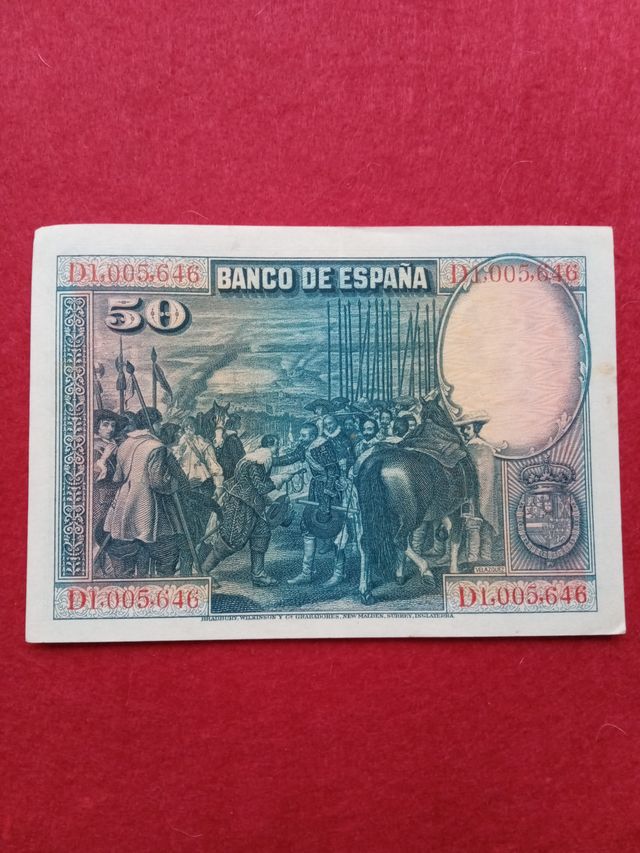 D1,005,646 BANCO DE ESPAÑA D1,005,646
50
VELAZQUEZ
D1,005,646 D1,005,646
BRADBURY, WILKINSON Y Cª GRABADORES, NEW MALDEN, SURREY, INGLATERRA